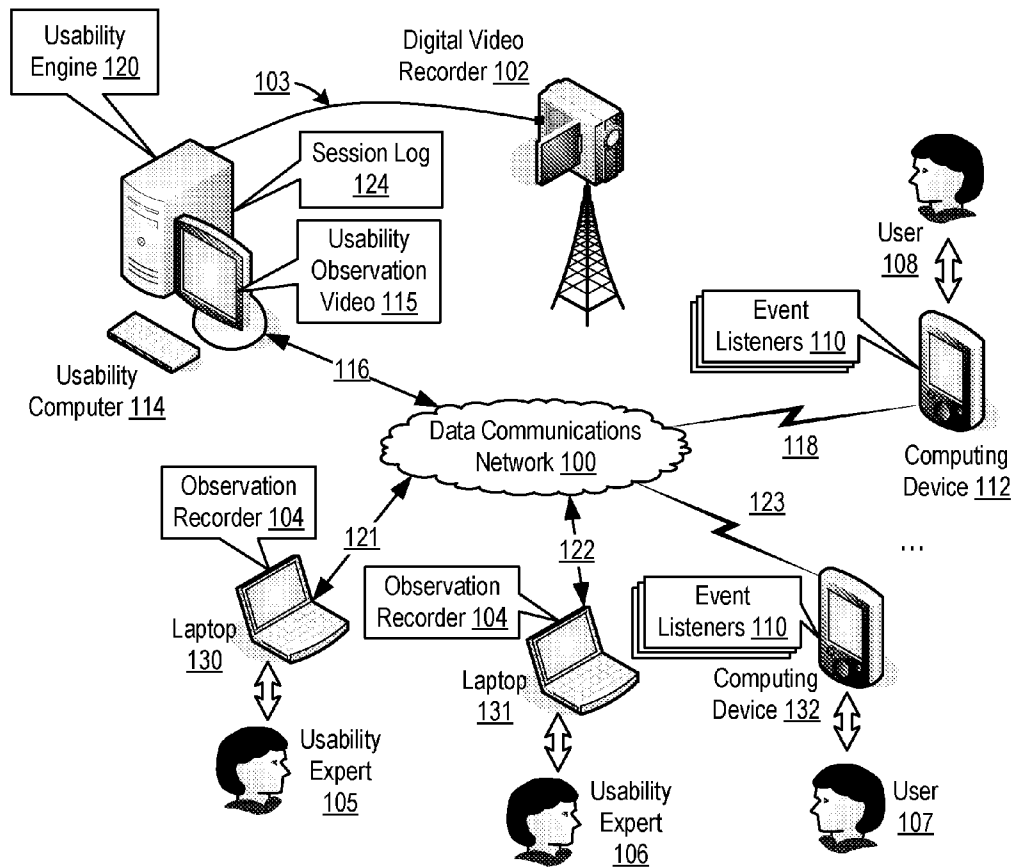 Usability
Engine 120
103
Digital Video
Recorder 102
Session Log
124
Usability
Observation
Video 115
User
108
Event
Listeners 110
Usability
Computer 114
116
Data Communications
Network 100
118
Computing
Device 112
Observation
Recorder 104
121
122
123
...
Observation
Recorder 104
Event
Listeners 110
Laptop
130
Laptop
131
Computing
Device 132
Usability
Expert
105
Usability
Expert
106
User
107